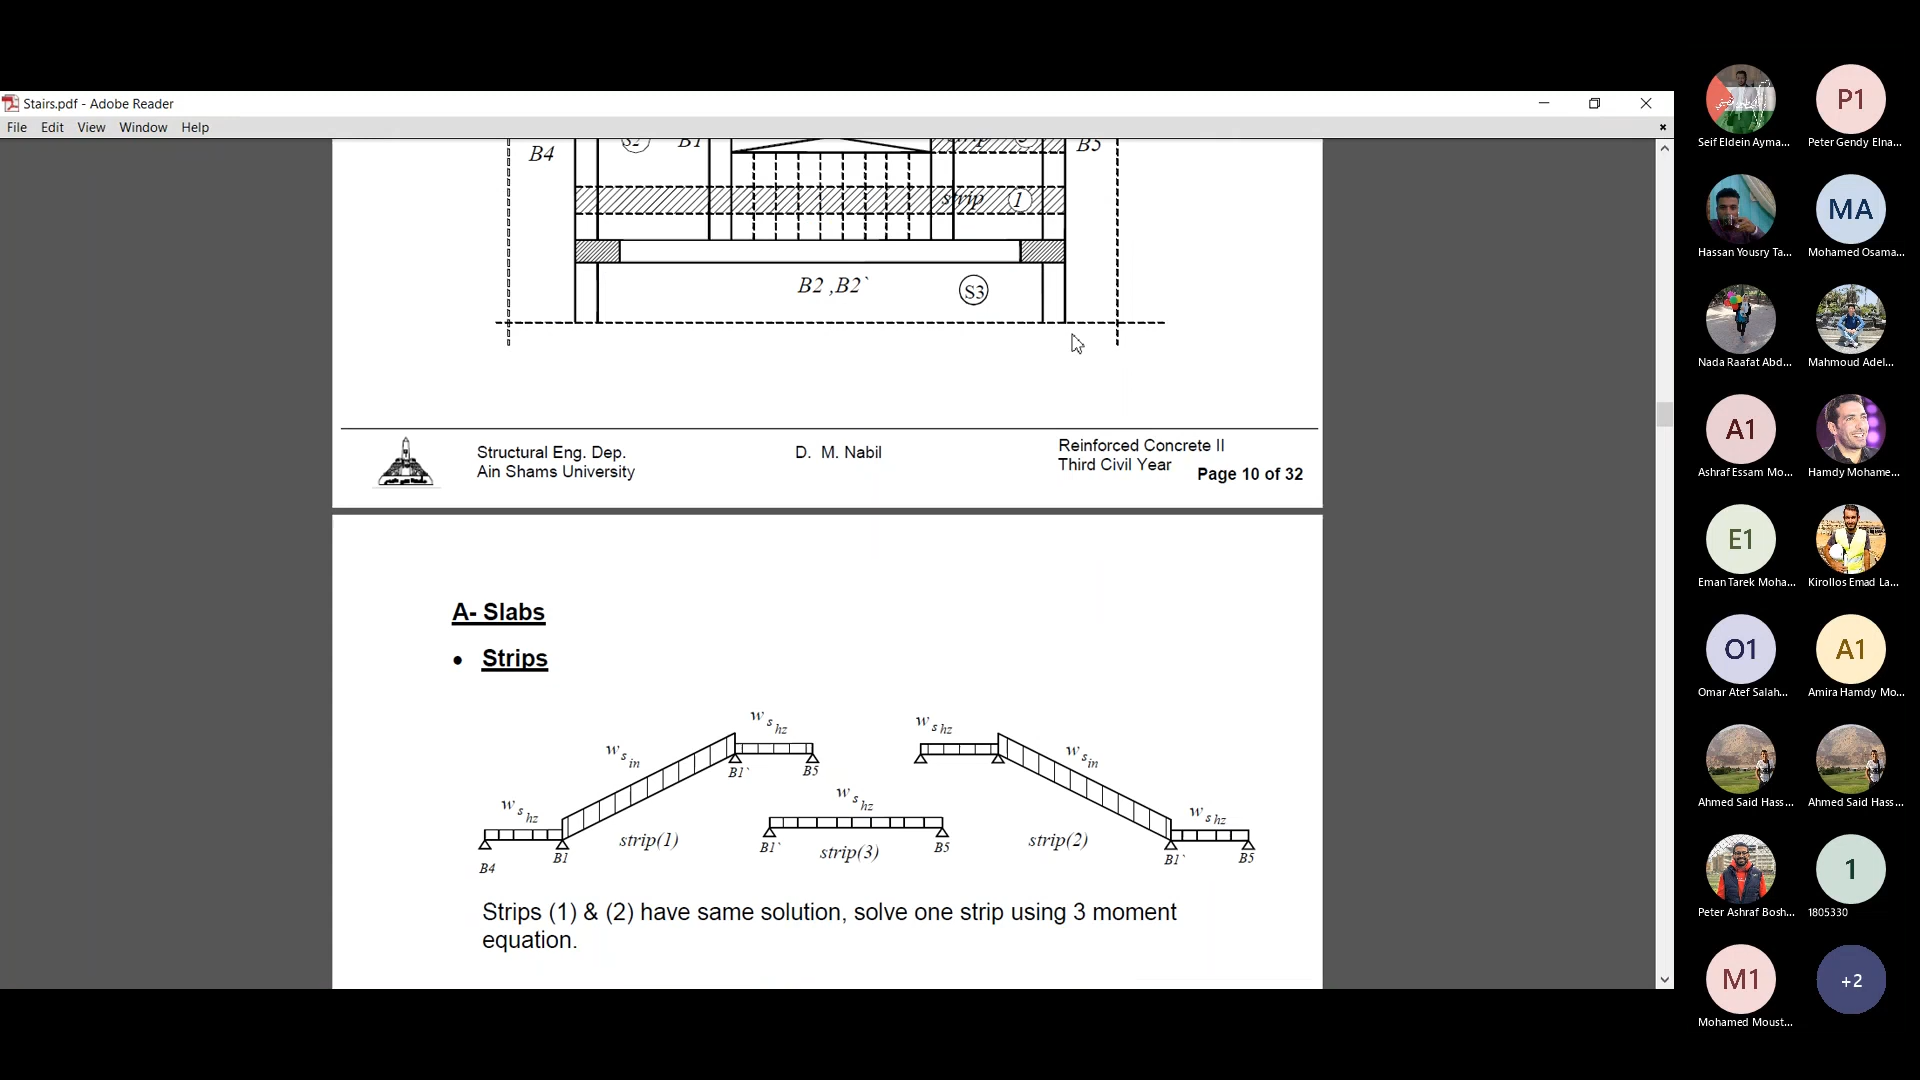 Stairs.pdf - Adobe Reader
File Edit View Window Help
B4
S2
B1
B5
strip 1
B2 ,B2`
S3
Structural Eng. Dep.
Ain Shams University
D. M. Nabil
Reinforced Concrete II
Third Civil Year
Page 10 of 32
A- Slabs
• Strips
w s hz
w s in
w s hz
B4
B1
B1`
B5
strip(1)
w s hz
B1`
strip(3)
B5
w s hz
w s in
w s hz
strip(2)
B1`
B5
Strips (1) & (2) have same solution, solve one strip using 3 moment
equation.
Seif Eldein Ayma...
P1
Peter Gendy Elna...
Hassan Yousry Ta...
MA
Mohamed Osama...
Nada Raafat Abd...
Mahmoud Adel...
A1
Ashraf Essam Mo...
Hamdy Mohame...
E1
Eman Tarek Moha...
Kirollos Emad La...
O1
Omar Atef Salah...
A1
Amira Hamdy Mo...
Ahmed Said Hass...
Ahmed Said Hass...
Peter Ashraf Bosh...
1
1805330
M1
Mohamed Moust...
+2